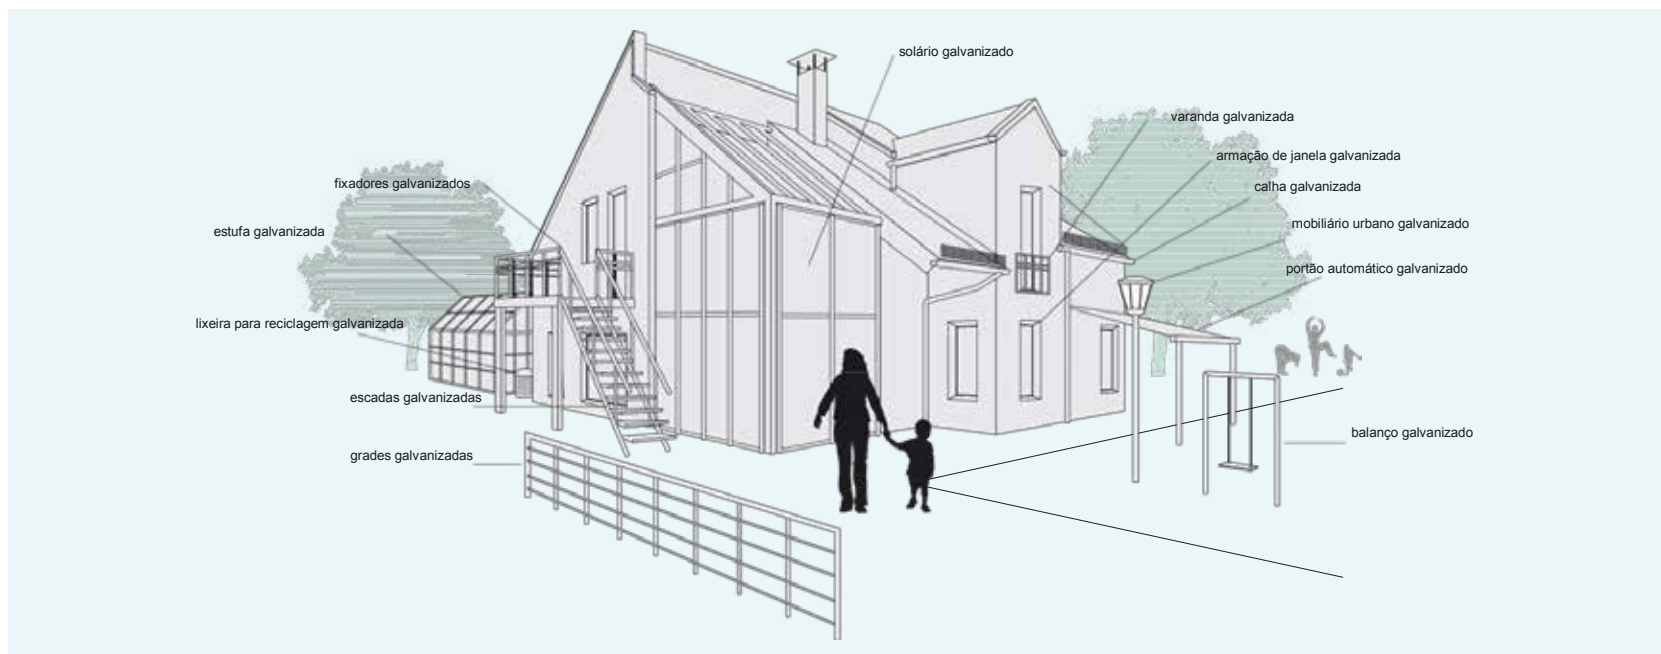 solário galvanizado
varanda galvanizada
armação de janela galvanizada
fixadores galvanizados
calha galvanizada
mobiliário urbano galvanizado
estufa galvanizada
portão automático galvanizado
lixeira para reciclagem galvanizada
escadas galvanizadas
balanço galvanizado
grades galvanizadas